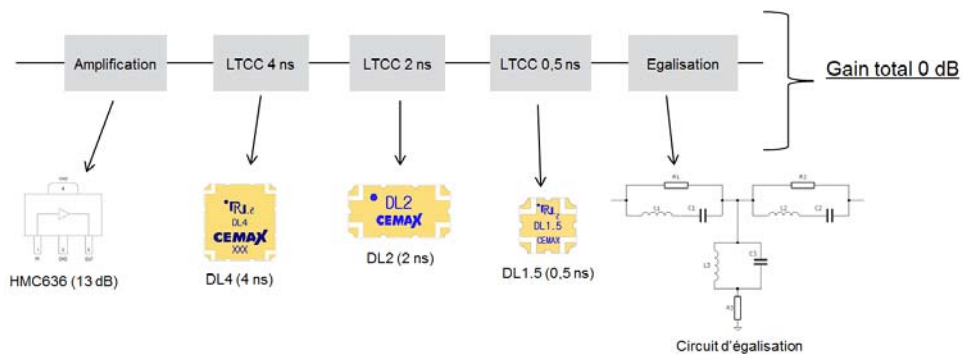 Amplification
LTCC 4 ns
LTCC 2 ns
LTCC 0,5 ns
Egalisation
Gain total 0 dB
HMC636 (13 dB)
DL4
CEMAX
XXX
DL4 (4 ns)
DL2
CEMAX
DL2 (2 ns)
DL1.5
CEMAX
DL1.5 (0,5 ns)
R1
L1
C1
R2
L2
C2
L3
C3
R3
Circuit d'égalisation